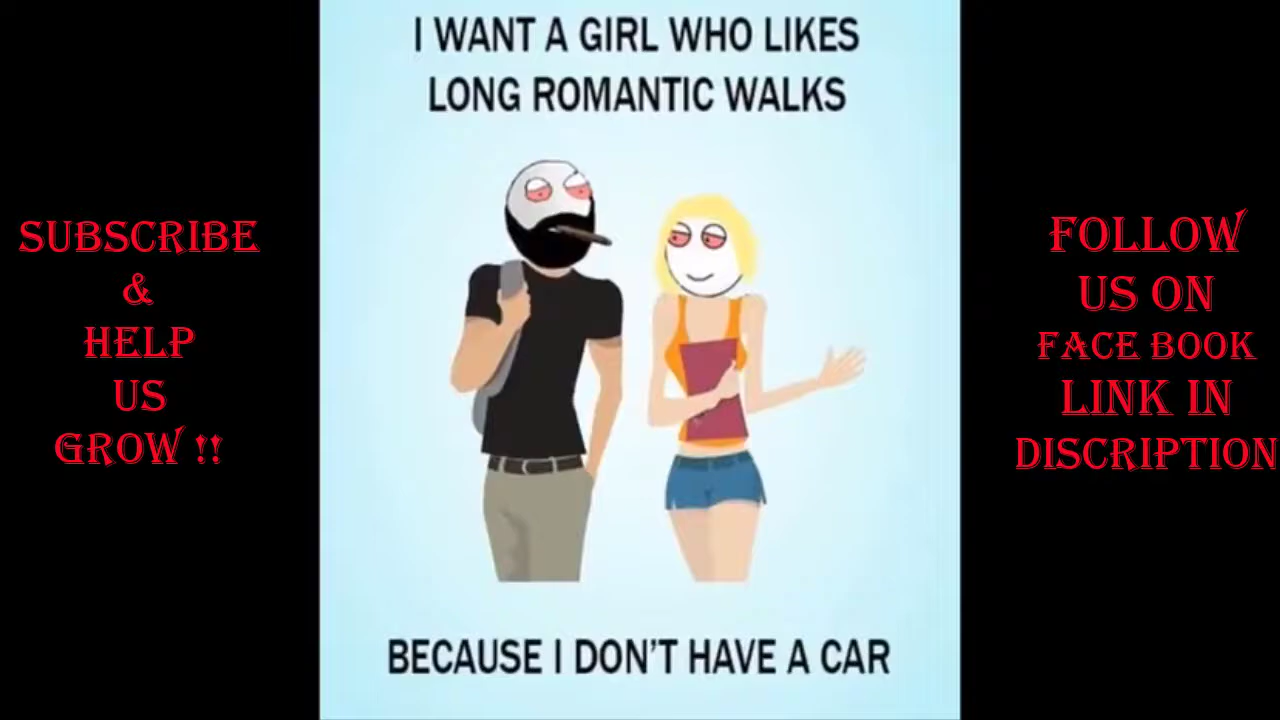 I WANT A GIRL WHO LIKES
LONG ROMANTIC WALKS
SUBSCRIBE
&
HELP
US
GROW !!
FOLLOW
US ON
FACE BOOK
LINK IN
DISCRIPTION
BECAUSE I DON'T HAVE A CAR